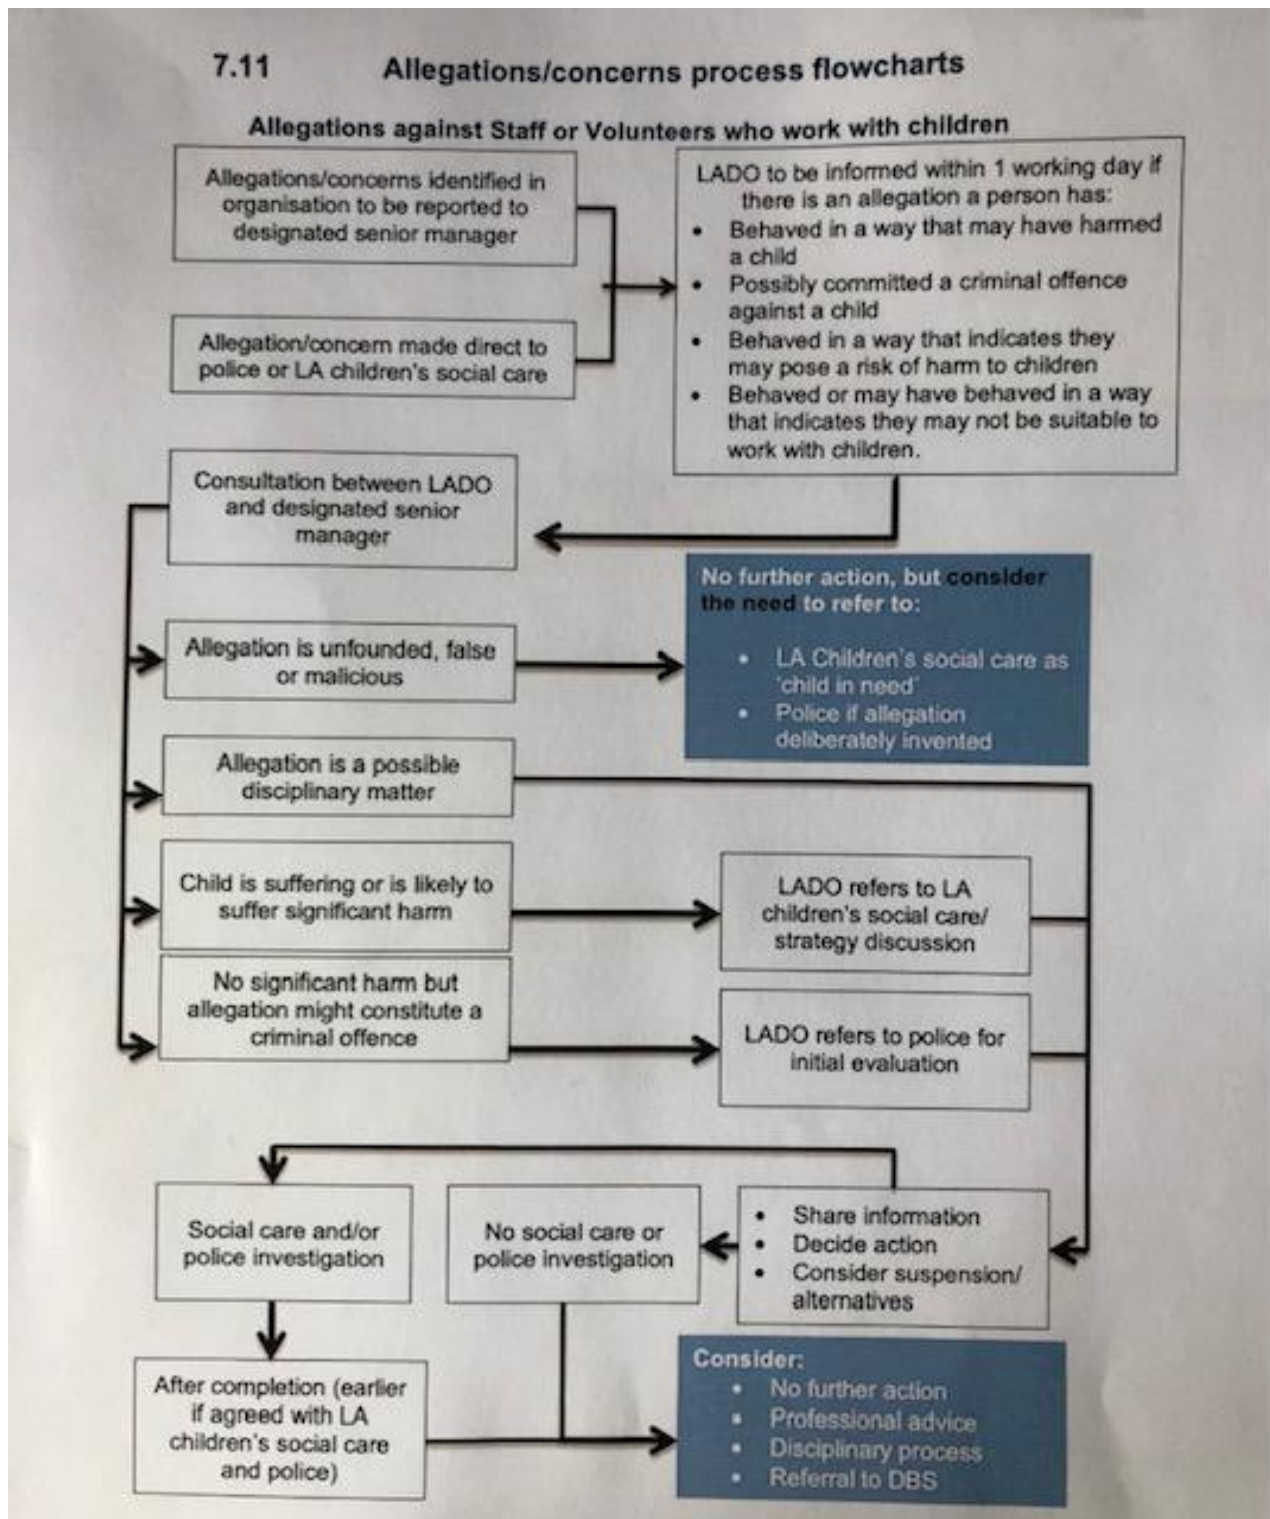 7.11 Allegations/concerns process flowcharts
Allegations against Staff or Volunteers who work with children
Allegations/concerns identified in
organisation to be reported to
designated senior manager
Allegation/concern made direct to
police or LA children's social care
LADO to be informed within 1 working day if
there is an allegation a person has:
• Behaved in a way that may have harmed
a child
• Possibly committed a criminal offence
against a child
• Behaved in a way that indicates they
may pose a risk of harm to children
• Behaved or may have behaved in a way
that indicates they may not be suitable to
work with children.
Consultation between LADO
and designated senior
manager
Allegation is unfounded, false
or malicious
No further action, but consider
the need to refer to:
• LA Children's social care as
'child in need'
• Police if allegation
deliberately invented
Allegation is a possible
disciplinary matter
Child is suffering or is likely to
suffer significant harm
LADO refers to LA
children's social care/
strategy discussion
No significant harm but
allegation might constitute a
criminal offence
LADO refers to police for
initial evaluation
Social care and/or
police investigation
No social care or
police investigation
• Share information
• Decide action
• Consider suspension/
alternatives
After completion (earlier
if agreed with LA
children's social care
and police)
Consider:
• No further action
• Professional advice
• Disciplinary process
• Referral to DBS